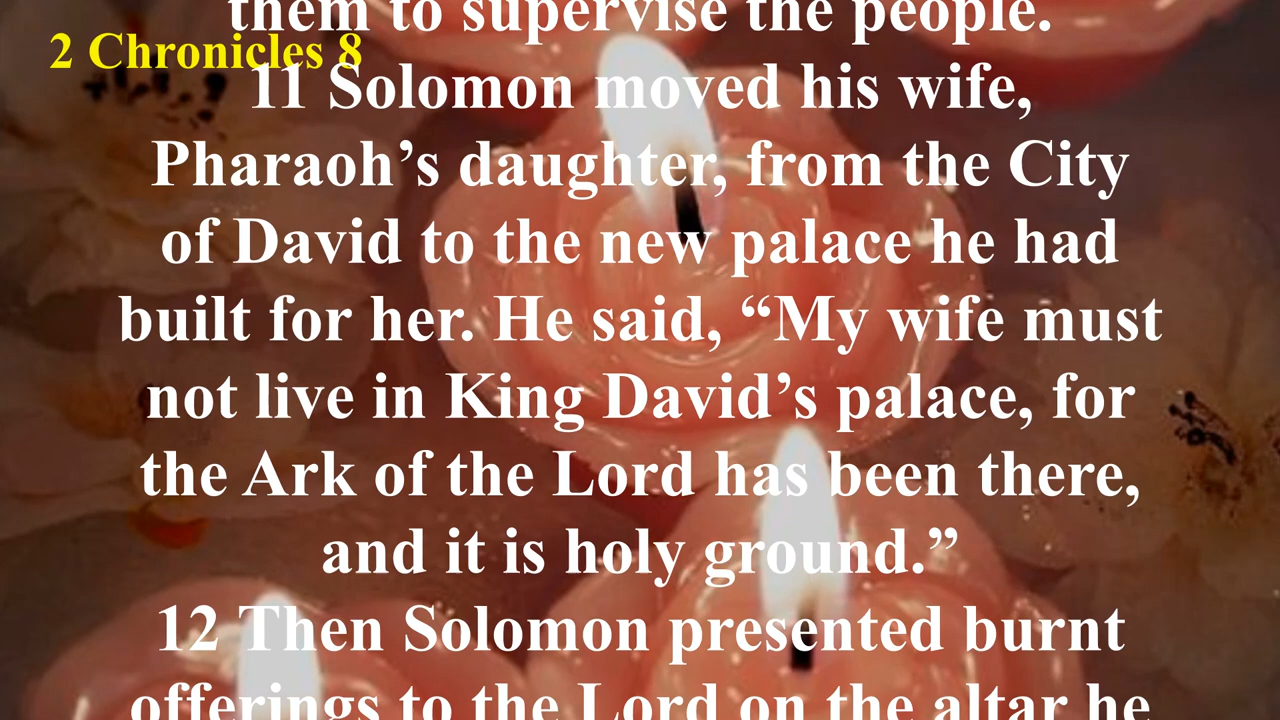 them to supervise the people.
2 Chronicles 8
11 Solomon moved his wife,
Pharaoh’s daughter, from the City
of David to the new palace he had
built for her. He said, “My wife must
not live in King David’s palace, for
the Ark of the Lord has been there,
and it is holy ground.”
12 Then Solomon presented burnt
offerings to the Lord on the altar he